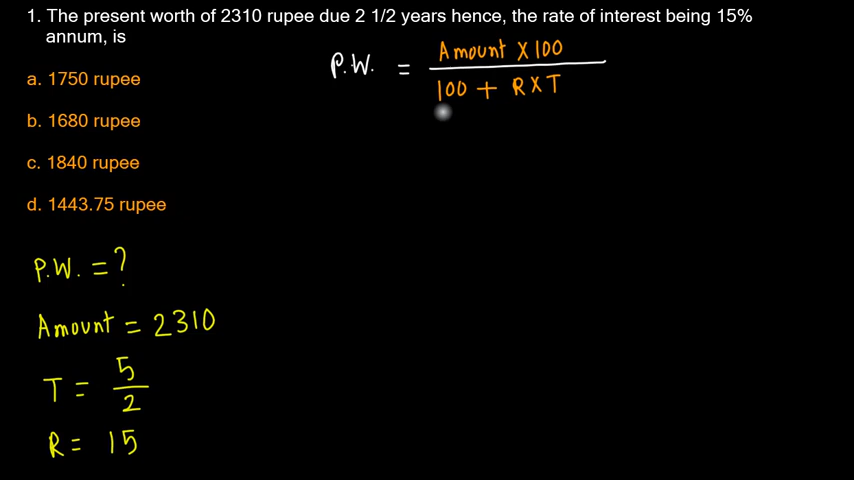 1. The present worth of 2310 rupee due 2 1/2 years hence, the rate of interest being 15%
annum, is
P.W. = Amount X 100 / 100 + R X T
a. 1750 rupee
b. 1680 rupee
c. 1840 rupee
d. 1443.75 rupee
P.W. = ?
Amount = 2310
T = 5/2
R = 15